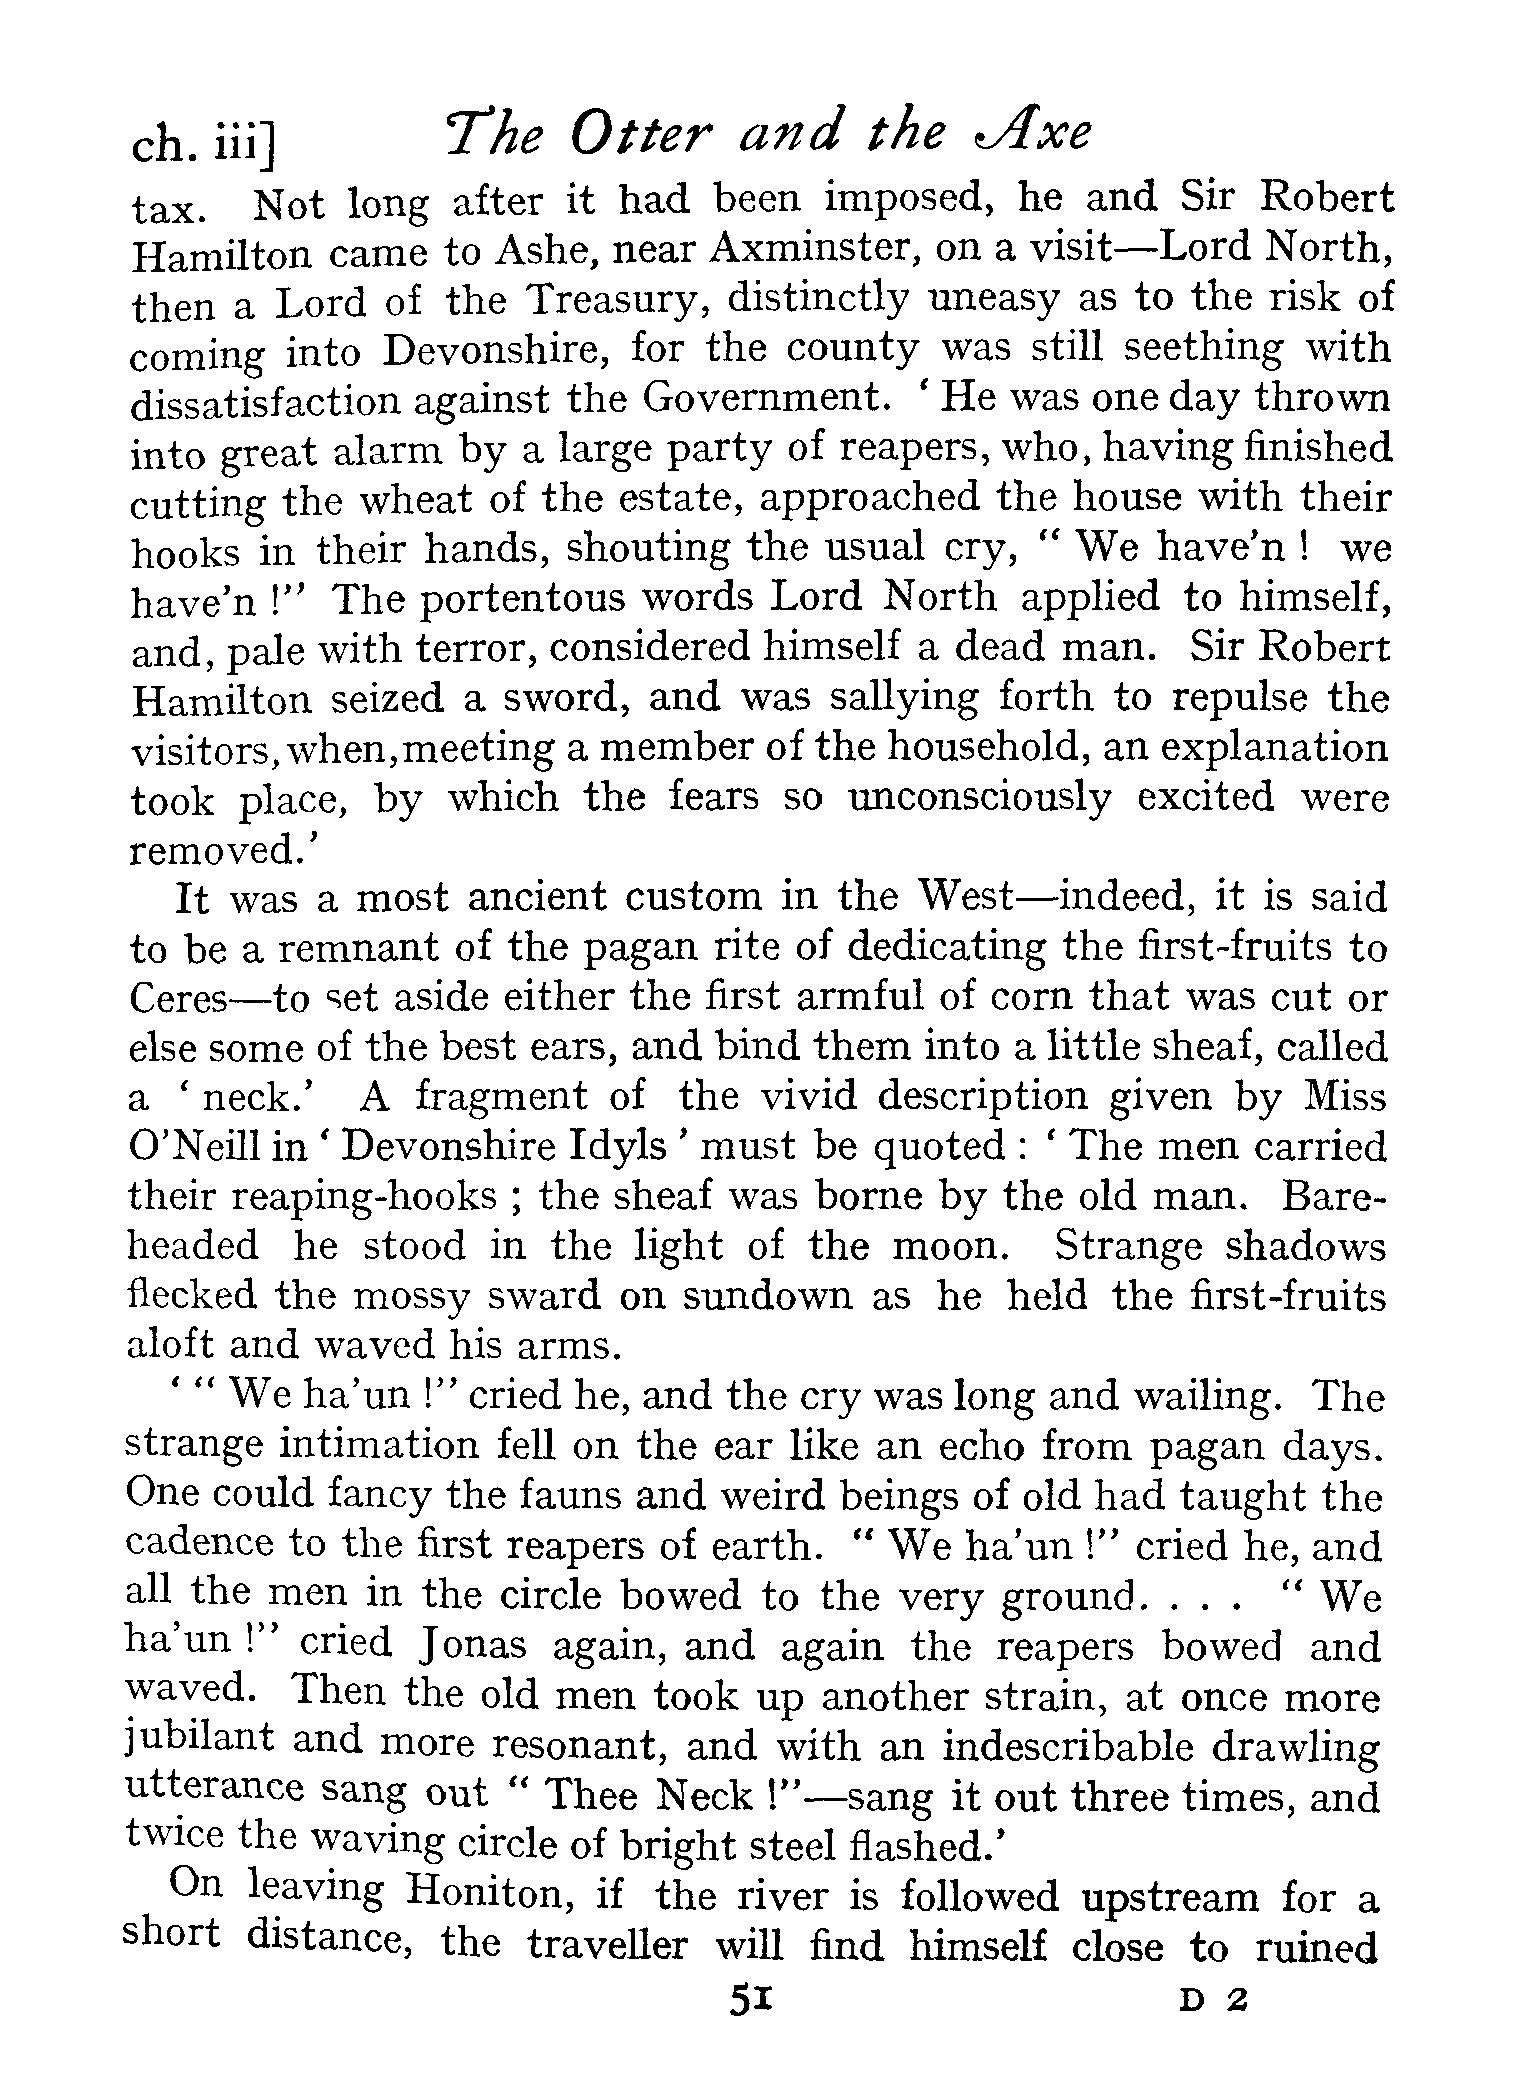 ch. iii] The Otter and the Axe
tax. Not long after it had been imposed, he and Sir Robert
Hamilton came to Ashe, near Axminster, on a visit—Lord North,
then a Lord of the Treasury, distinctly uneasy as to the risk of
coming into Devonshire, for the county was still seething with
dissatisfaction against the Government. ‘ He was one day thrown
into great alarm by a large party of reapers, who, having finished
cutting the wheat of the estate, approached the house with their
hooks in their hands, shouting the usual cry, “ We have’n ! we
have’n !” The portentous words Lord North applied to himself,
and, pale with terror, considered himself a dead man. Sir Robert
Hamilton seized a sword, and was sallying forth to repulse the
visitors, when, meeting a member of the household, an explanation
took place, by which the fears so unconsciously excited were
removed.’
It was a most ancient custom in the West—indeed, it is said
to be a remnant of the pagan rite of dedicating the first-fruits to
Ceres—to set aside either the first armful of corn that was cut or
else some of the best ears, and bind them into a little sheaf, called
a ‘ neck.’ A fragment of the vivid description given by Miss
O’Neill in ‘ Devonshire Idyls ’ must be quoted : ‘ The men carried
their reaping-hooks ; the sheaf was borne by the old man. Bare-
headed he stood in the light of the moon. Strange shadows
flecked the mossy sward on sundown as he held the first-fruits
aloft and waved his arms.
‘ “ We ha’un !” cried he, and the cry was long and wailing. The
strange intimation fell on the ear like an echo from pagan days.
One could fancy the fauns and weird beings of old had taught the
cadence to the first reapers of earth. “ We ha’un !” cried he, and
all the men in the circle bowed to the very ground. . . . “ We
ha’un !” cried Jonas again, and again the reapers bowed and
waved. Then the old men took up another strain, at once more
jubilant and more resonant, and with an indescribable drawling
utterance sang out “ Thee Neck !”—sang it out three times, and
twice the waving circle of bright steel flashed.’
On leaving Honiton, if the river is followed upstream for a
short distance, the traveller will find himself close to ruined
51 D 2